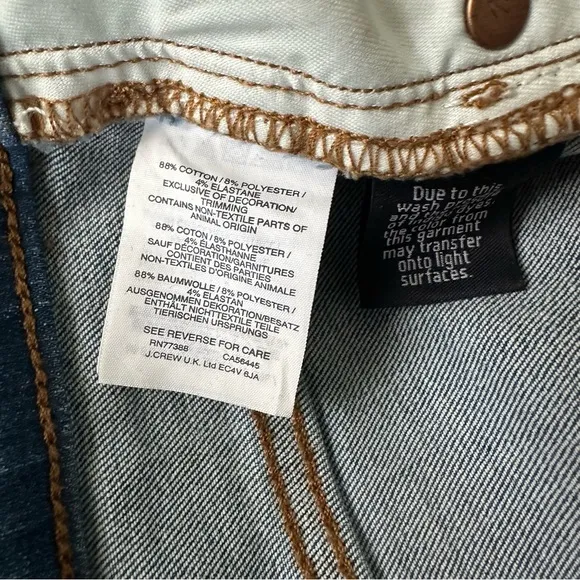 88% COTTON / 8% POLYESTER /
4% ELASTANE
EXCLUSIVE OF DECORATION/
TRIMMING
CONTAINS NON-TEXTILE PARTS OF
ANIMAL ORIGIN
88% COTON / 8% POLYESTER /
4% ÉLASTHANNE
SAUF DÉCORATION/GARNITURES
CONTIENT DES PARTIES
NON-TEXTILES D'ORIGINE ANIMALE
88% BAUMWOLLE / 8% POLYESTER /
4% ELASTAN
AUSGENOMMEN DEKORATION/BESATZ
ENTHÄLT NICHTTEXTILE TEILE
TIERISCHEN URSPRUNGS
SEE REVERSE FOR CARE
RN77388 CA56445
J.CREW U.K. Ltd EC4V 6JA
Due to this
wash
and
the color from
this garment
may transfer
onto light
surfaces.